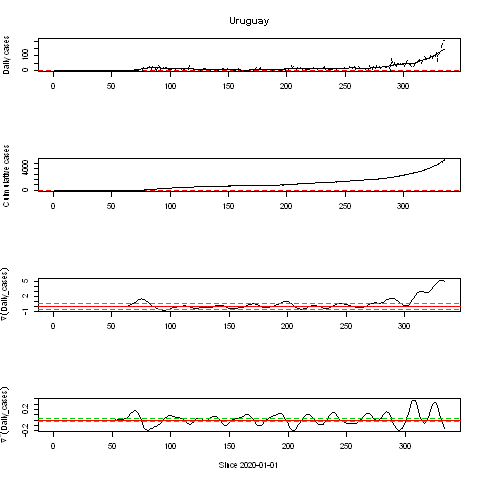 Uruguay
Daily cases
0 100
0 50 100 150 200 250 300
Cumulative cases
0 4000
0 50 100 150 200 250 300
∇(Daily_cases)
-1 2 5
0 50 100 150 200 250 300
(Daily_cases)
-0.2 0.2
0 50 100 150 200 250 300
Since 2020-01-01